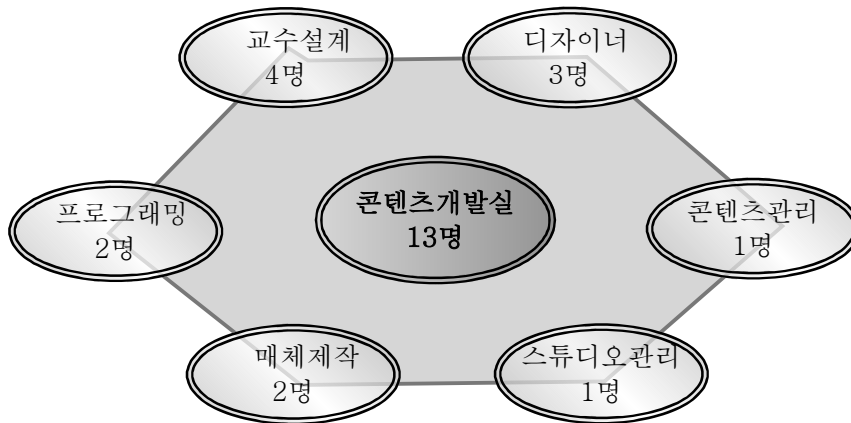 교수설계
4명
디자이너
3명
프로그래밍
2명
콘텐츠개발실
13명
콘텐츠관리
1명
매체제작
2명
스튜디오관리
1명